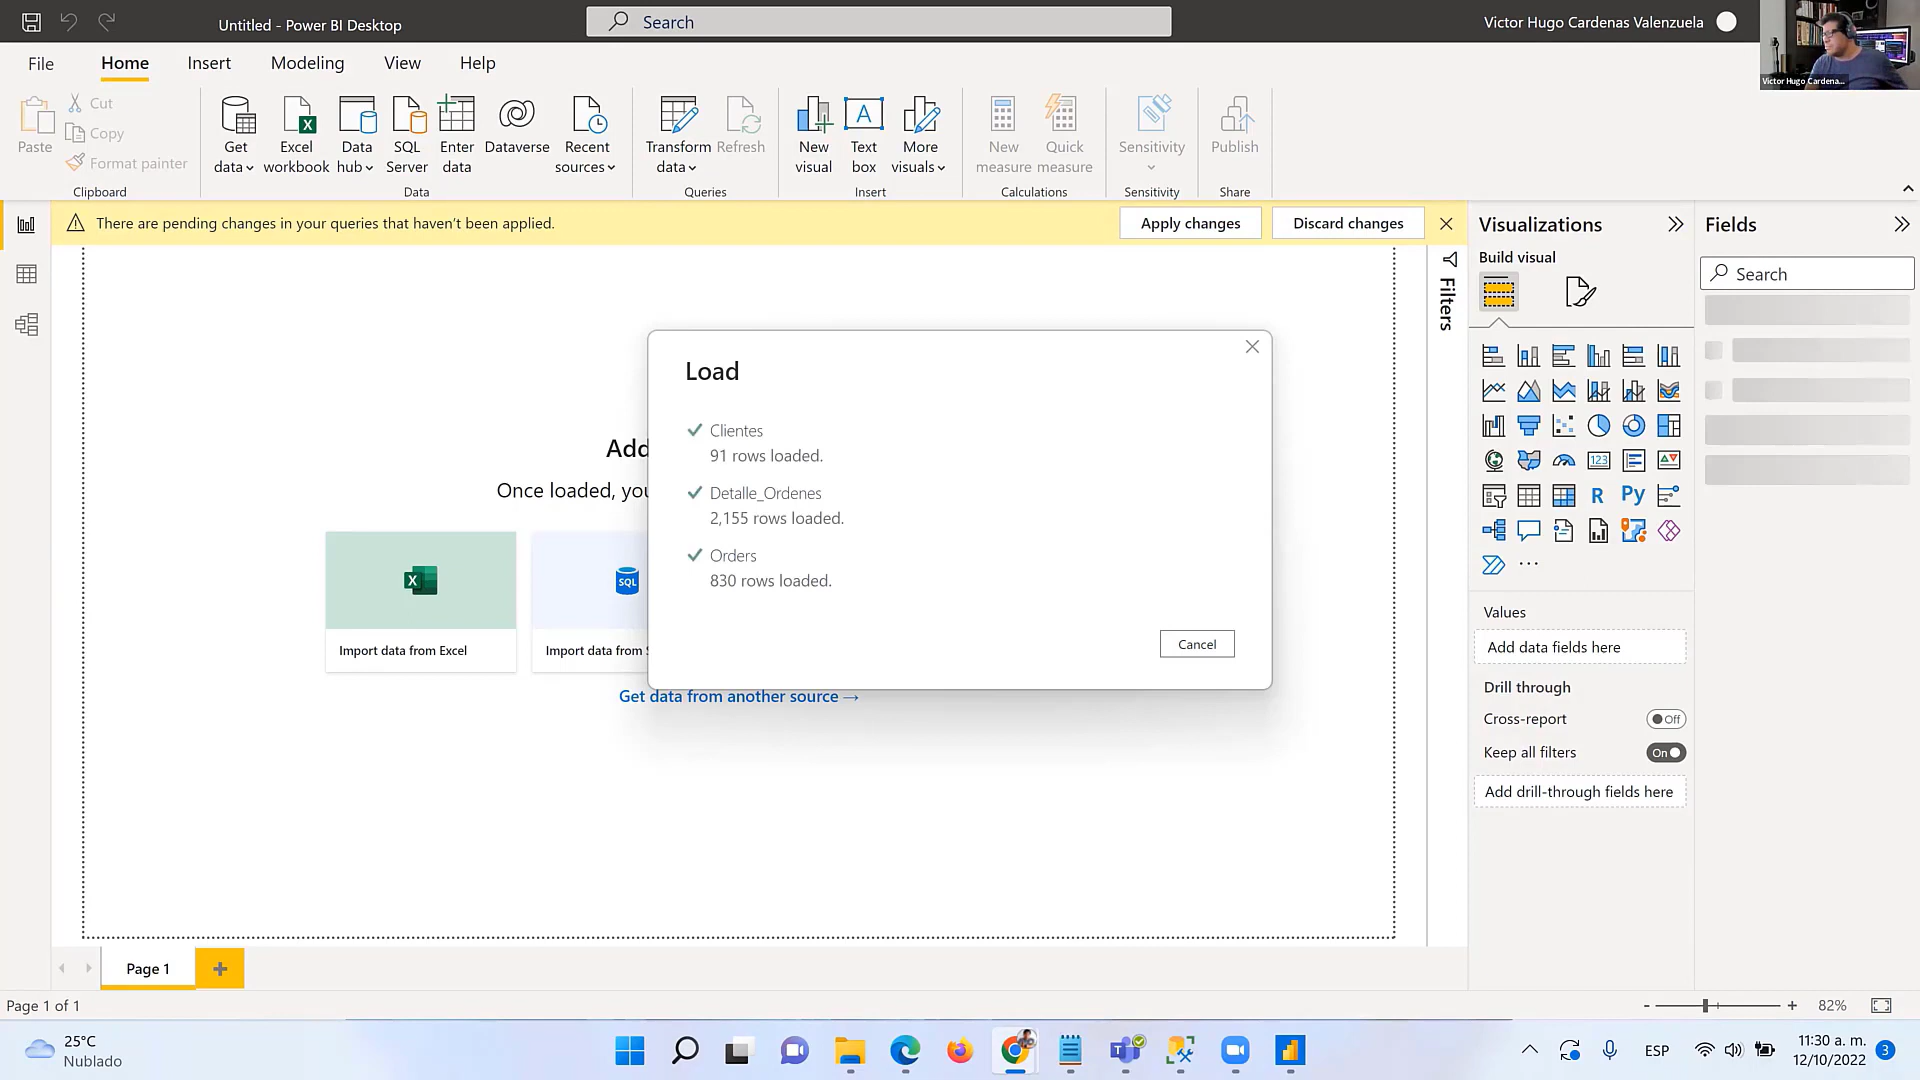 Untitled - Power BI Desktop
Search
Victor Hugo Cardenas Valenzuela
Victor Hugo Cardena...
File
Home
Insert
Modeling
View
Help
Paste
Cut
Copy
Format painter
Clipboard
Get data
Excel workbook
Data hub
SQL Server
Enter data
Dataverse
Recent sources
Data
Transform data
Refresh
Queries
New visual
A
Text box
More visuals
Insert
New measure
Quick measure
Calculations
Sensitivity
Sensitivity
Publish
Share
There are pending changes in your queries that haven't been applied.
Apply changes
Discard changes
Visualizations
Fields
Build visual
Search
Filters
Load
Clientes
91 rows loaded.
Detalle_Ordenes
2,155 rows loaded.
Orders
830 rows loaded.
Cancel
Add
Once loaded, you
X
SQL
Import data from Excel
Import data from S
Get data from another source →
123
R
Py
Values
Add data fields here
Drill through
Cross-report
Off
Keep all filters
On
Add drill-through fields here
Page 1
Page 1 of 1
- + 82%
25°C
Nublado
ESP
11:30 a. m.
12/10/2022
3